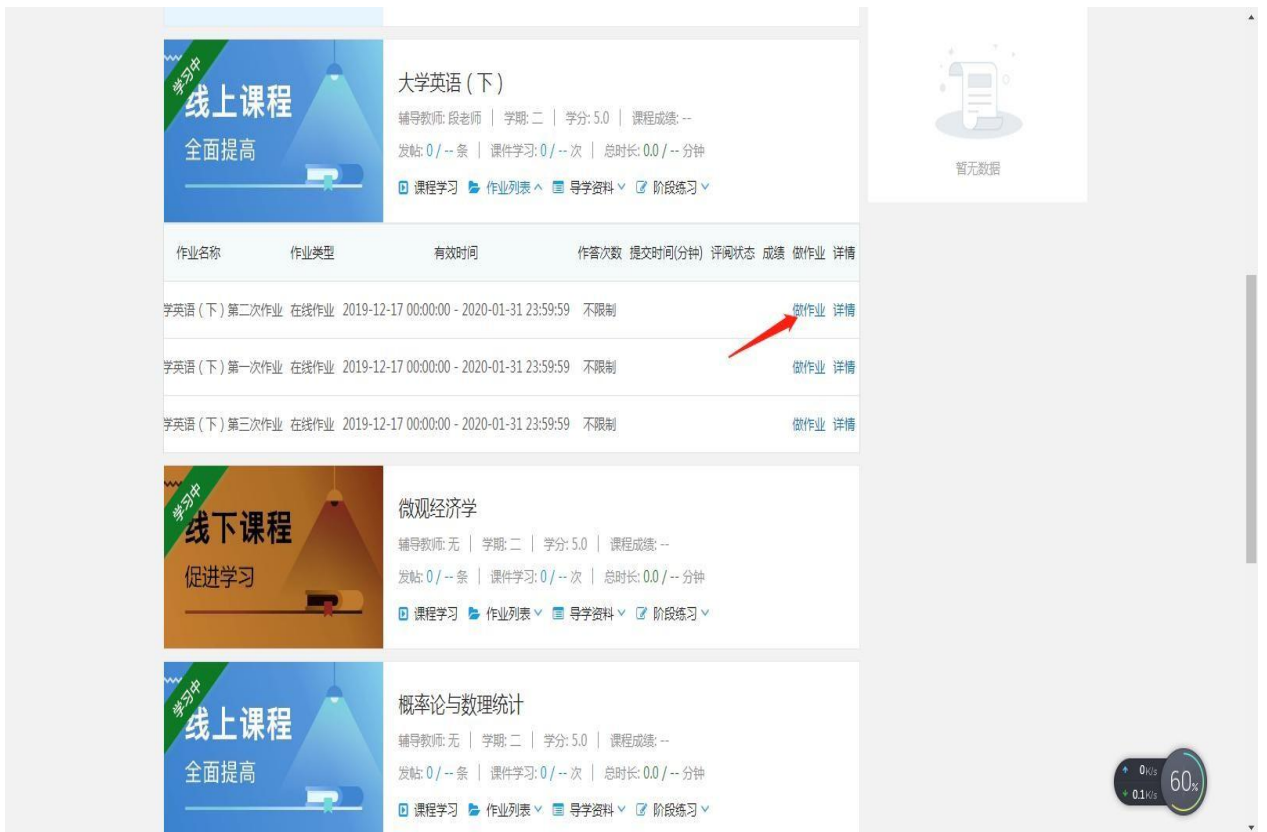 学习中
线上课程
全面提高
大学英语（下）
辅导教师: 段老师 | 学期: 二 | 学分: 5.0 | 课程成绩: --
发帖: 0 / -- 条 | 课件学习: 0 / -- 次 | 总时长: 0.0 / -- 分钟
课程学习 作业列表 导学资料 阶段练习
暂无数据
作业名称 作业类型 有效时间 作答次数 提交时间(分钟) 评阅状态 成绩 做作业 详情
学英语（下）第二次作业 在线作业 2019-12-17 00:00:00 - 2020-01-31 23:59:59 不限制 做作业 详情
学英语（下）第一次作业 在线作业 2019-12-17 00:00:00 - 2020-01-31 23:59:59 不限制 做作业 详情
学英语（下）第三次作业 在线作业 2019-12-17 00:00:00 - 2020-01-31 23:59:59 不限制 做作业 详情
学习中
线下课程
促进学习
微观经济学
辅导教师: 无 | 学期: 二 | 学分: 5.0 | 课程成绩: --
发帖: 0 / -- 条 | 课件学习: 0 / -- 次 | 总时长: 0.0 / -- 分钟
课程学习 作业列表 导学资料 阶段练习
学习中
线上课程
全面提高
概率论与数理统计
辅导教师: 无 | 学期: 二 | 学分: 5.0 | 课程成绩: --
发帖: 0 / -- 条 | 课件学习: 0 / -- 次 | 总时长: 0.0 / -- 分钟
课程学习 作业列表 导学资料 阶段练习
0K/s
0.1K/s
60%